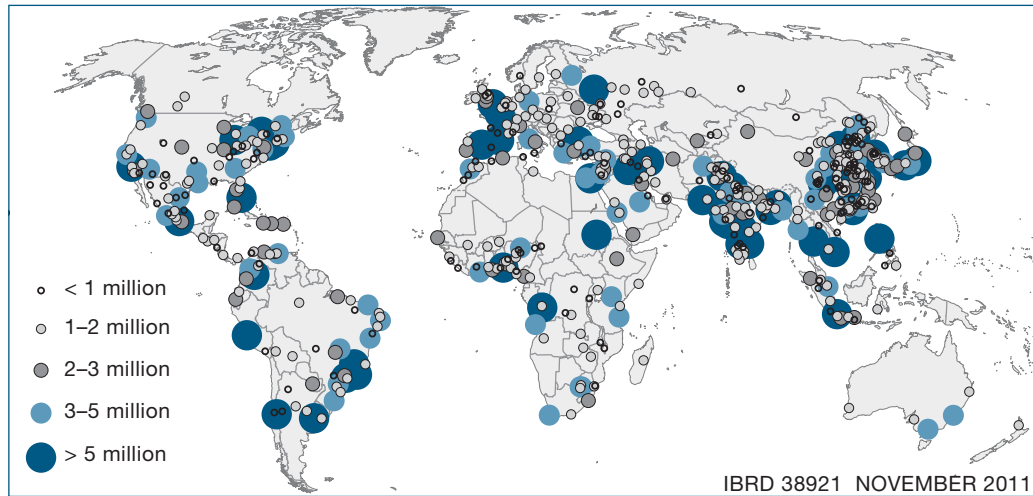 < 1 million
1–2 million
2–3 million
3–5 million
> 5 million
IBRD 38921 NOVEMBER 2011